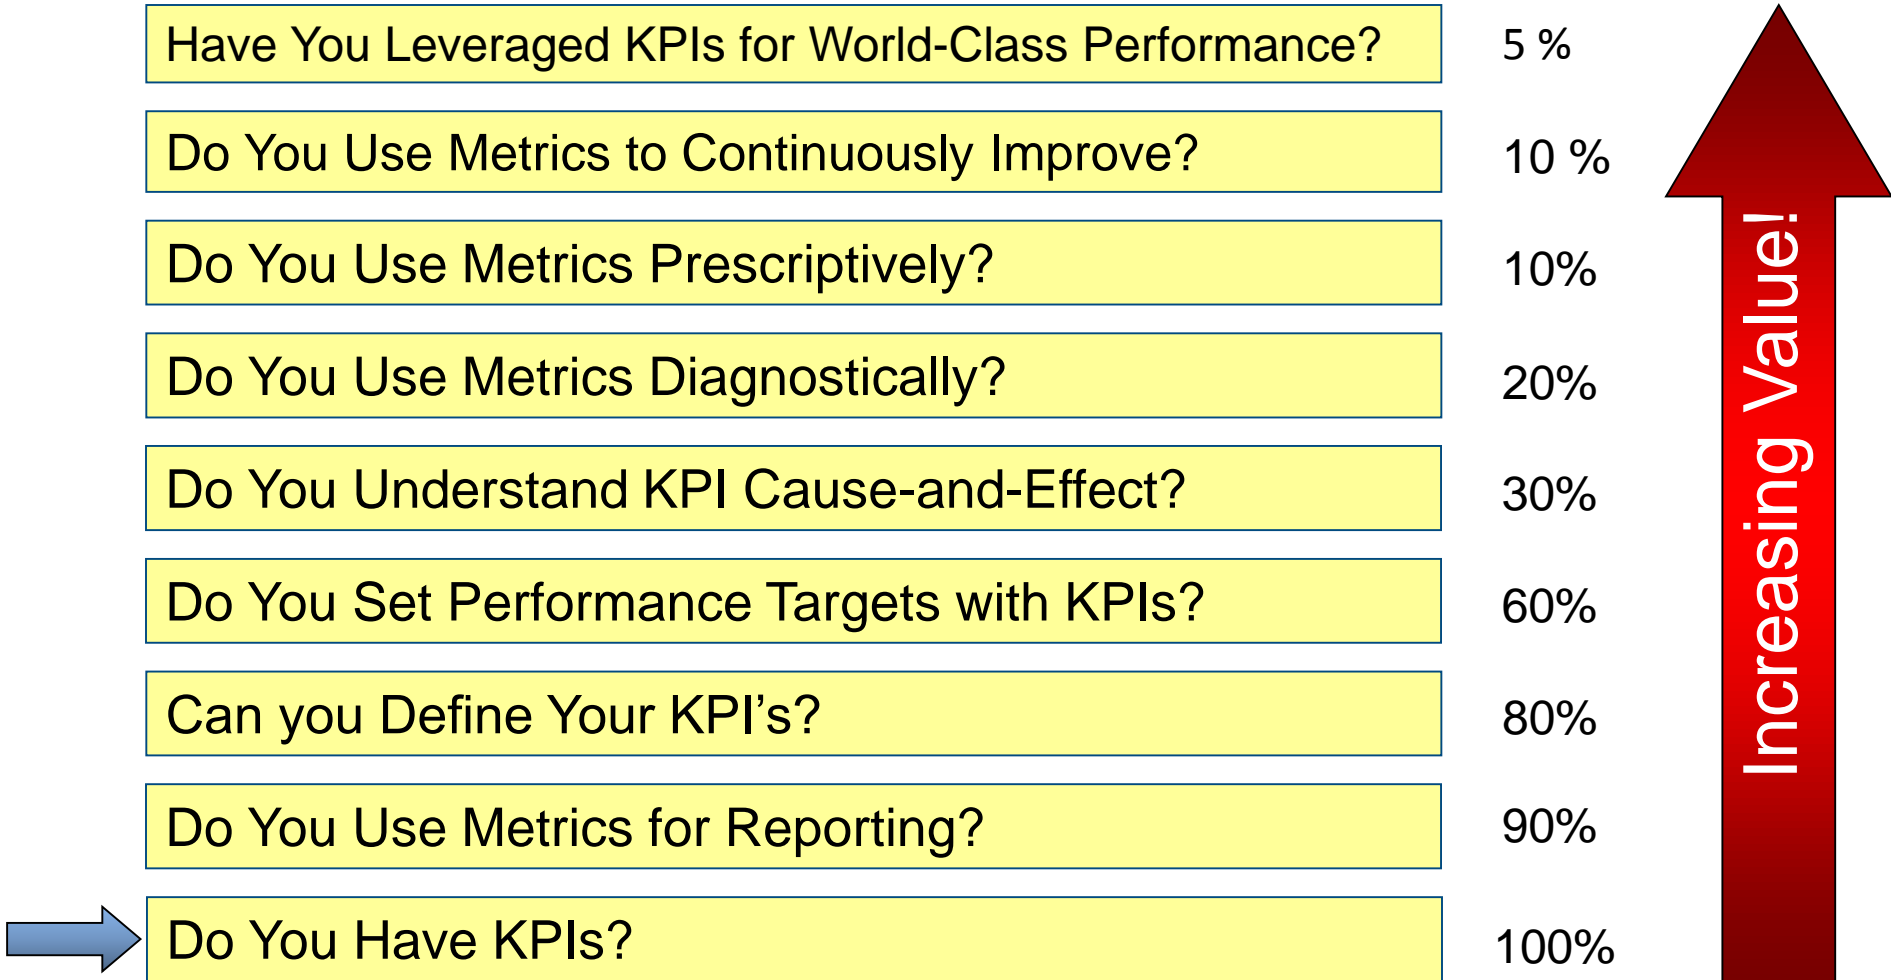 Have You Leveraged KPIs for World-Class Performance? 5 %
Do You Use Metrics to Continuously Improve? 10 %
Do You Use Metrics Prescriptively? 10%
Do You Use Metrics Diagnostically? 20%
Do You Understand KPI Cause-and-Effect? 30%
Do You Set Performance Targets with KPIs? 60%
Can you Define Your KPI’s? 80%
Do You Use Metrics for Reporting? 90%
Do You Have KPIs? 100%
Increasing Value!